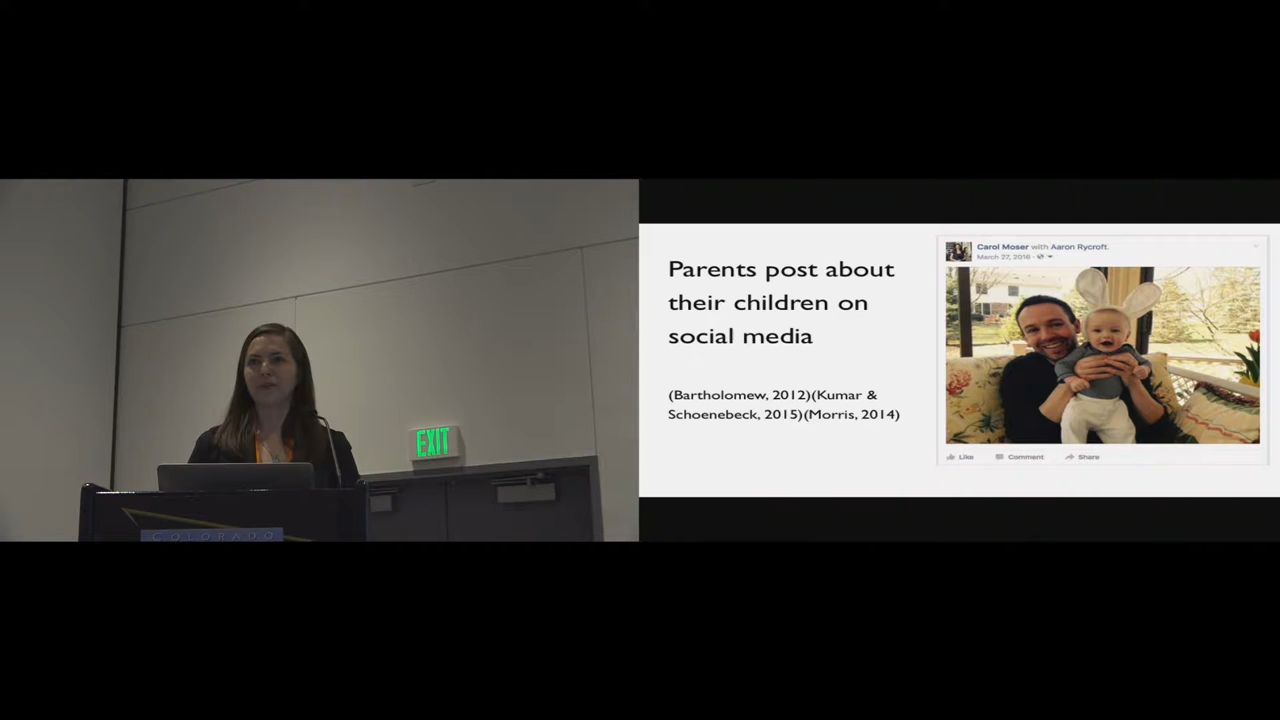 EXIT
COLORADO
Parents post about
their children on
social media
(Bartholomew, 2012)(Kumar &
Schoenebeck, 2015)(Morris, 2014)
Carol Moser with Aaron Rycroft.
March 27, 2016
Like Comment Share